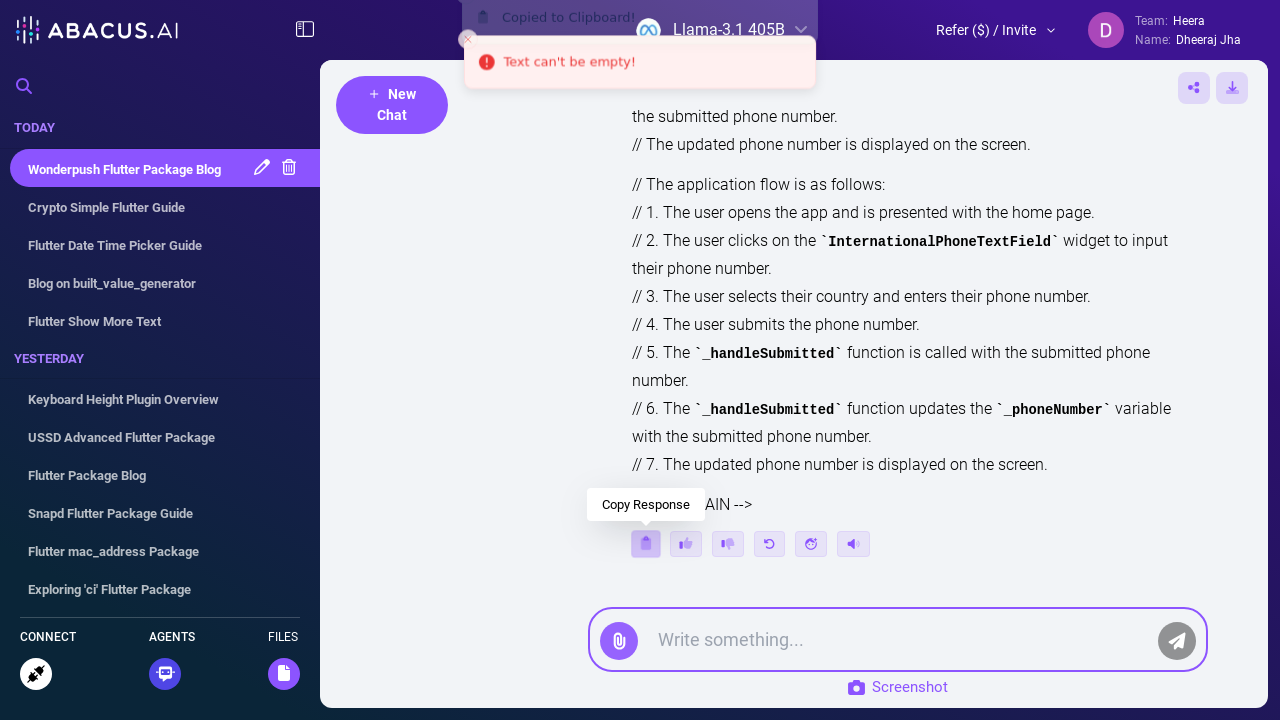 ABACUS.AI
Copied to Clipboard!
Llama-3.1 405B
Refer ($) / Invite
D
Team: Heera
Name: Dheeraj Jha
Text can't be empty!
+ New Chat
TODAY
Wonderpush Flutter Package Blog
Crypto Simple Flutter Guide
Flutter Date Time Picker Guide
Blog on built_value_generator
Flutter Show More Text
YESTERDAY
Keyboard Height Plugin Overview
USSD Advanced Flutter Package
Flutter Package Blog
Snapd Flutter Package Guide
Flutter mac_address Package
Exploring 'ci' Flutter Package
CONNECT
AGENTS
FILES
the submitted phone number.
// The updated phone number is displayed on the screen.
// The application flow is as follows:
// 1. The user opens the app and is presented with the home page.
// 2. The user clicks on the `InternationalPhoneTextField` widget to input
their phone number.
// 3. The user selects their country and enters their phone number.
// 4. The user submits the phone number.
// 5. The `_handleSubmitted` function is called with the submitted phone
number.
// 6. The `_handleSubmitted` function updates the `_phoneNumber` variable
with the submitted phone number.
// 7. The updated phone number is displayed on the screen.
Copy Response
AIN -->
Write something...
Screenshot